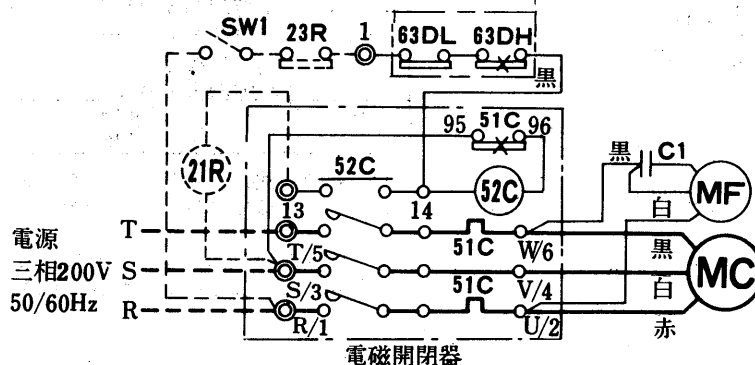 SW1 23R 1 63DL 63DH
黒
51C
95 96
21R
52C
52C
黒 C1
MF
白
13 14
電源
三相200V
50/60Hz
T
S
R
T/5 51C W/6
黒
S/3 51C V/4
白
MC
R/1 U/2
赤
電磁開閉器